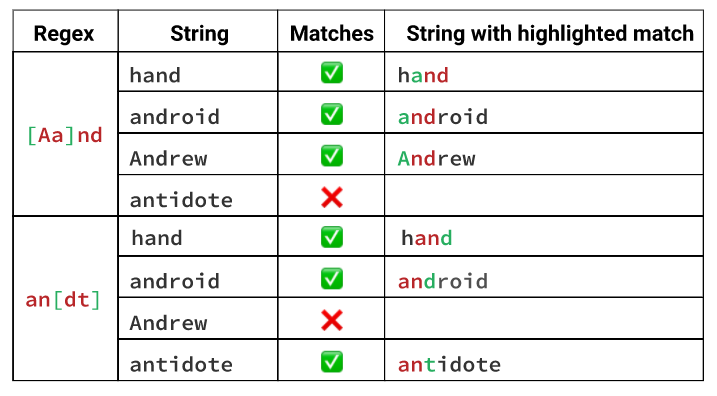 Regex String Matches String with highlighted match
[Aa]nd
hand ✅ hand
android ✅ android
Andrew ✅ Andrew
antidote ❌
an[dt]
hand ✅ hand
android ✅ android
Andrew ❌
antidote ✅ antidote